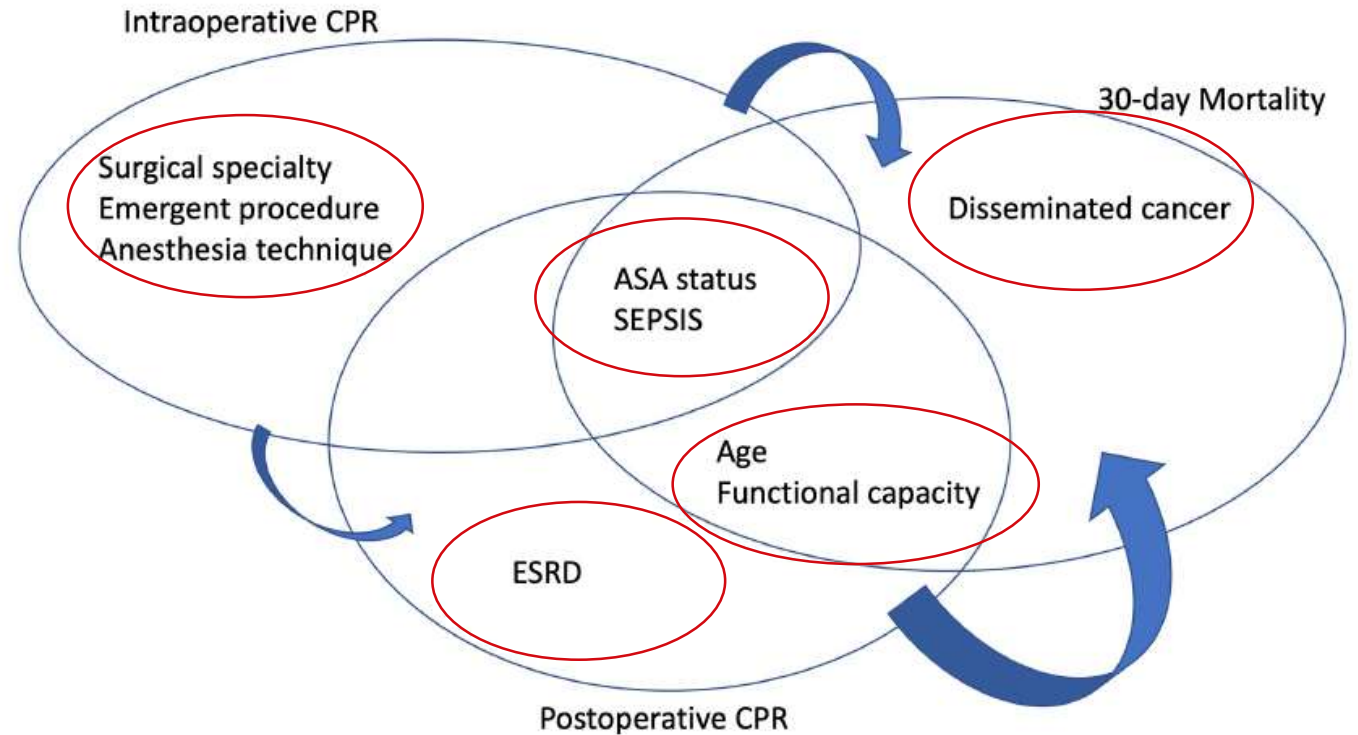 Intraoperative CPR
30-day Mortality
Surgical specialty
Emergent procedure
Anesthesia technique
Disseminated cancer
ASA status
SEPSIS
Age
Functional capacity
ESRD
Postoperative CPR